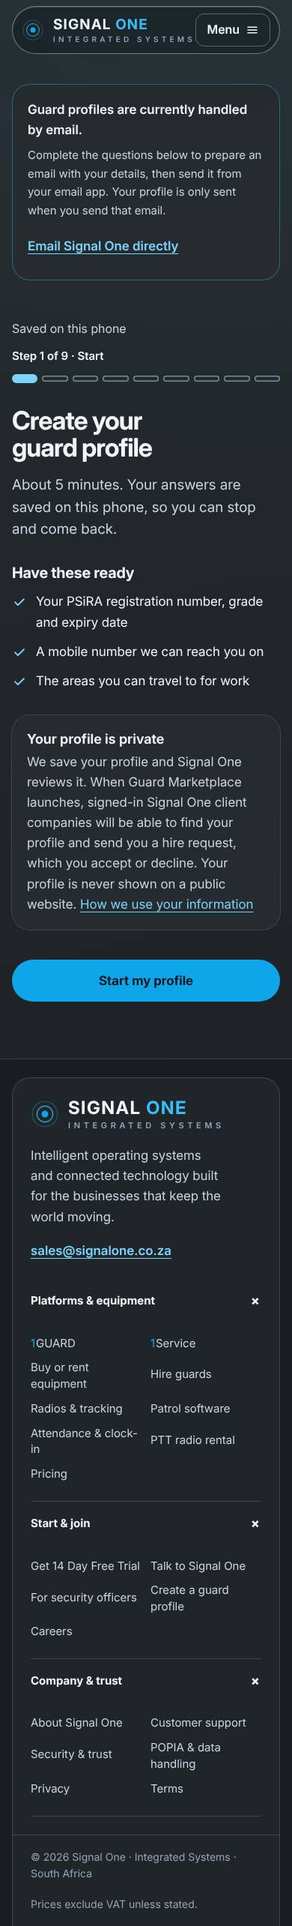 SIGNAL ONE
INTEGRATED SYSTEMS
Menu
Guard profiles are currently handled
by email.
Complete the questions below to prepare an
email with your details, then send it from
your email app. Your profile is only sent
when you send that email.
Email Signal One directly
Saved on this phone
Step 1 of 9 · Start
Create your
guard profile
About 5 minutes. Your answers are
saved on this phone, so you can stop
and come back.
Have these ready
Your PSiRA registration number, grade
and expiry date
A mobile number we can reach you on
The areas you can travel to for work
Your profile is private
We save your profile and Signal One
reviews it. When Guard Marketplace
launches, signed-in Signal One client
companies will be able to find your
profile and send you a hire request,
which you accept or decline. Your
profile is never shown on a public
website. How we use your information
Start my profile
SIGNAL ONE
INTEGRATED SYSTEMS
Intelligent operating systems
and connected technology built
for the businesses that keep the
world moving.
sales@signalone.co.za
Platforms & equipment
1GUARD
1Service
Buy or rent
equipment
Hire guards
Radios & tracking
Patrol software
Attendance & clock-
in
PTT radio rental
Pricing
Start & join
Get 14 Day Free Trial
Talk to Signal One
For security officers
Create a guard
profile
Careers
Company & trust
About Signal One
Customer support
Security & trust
POPIA & data
handling
Privacy
Terms
© 2026 Signal One · Integrated Systems ·
South Africa
Prices exclude VAT unless stated.